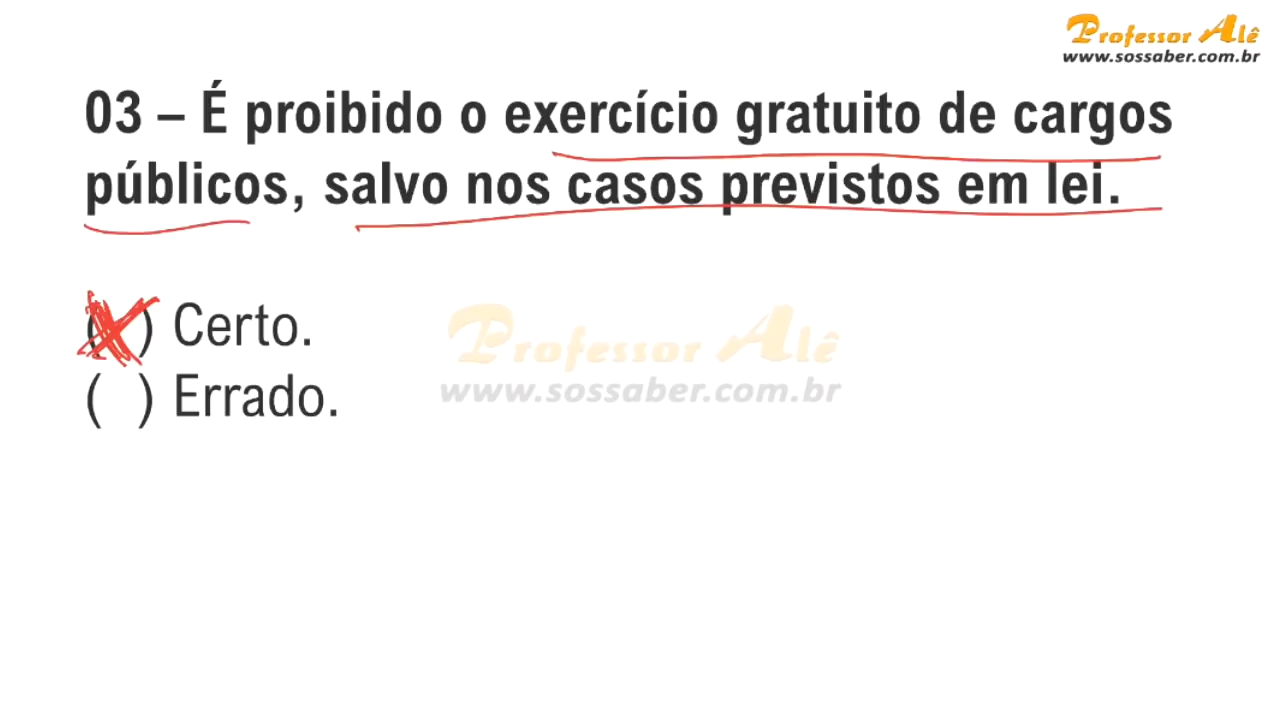 Professor Alê
www.sossaber.com.br
03 – É proibido o exercício gratuito de cargos
públicos, salvo nos casos previstos em lei.
(X) Certo.
Professor Alê
www.sossaber.com.br
( ) Errado.